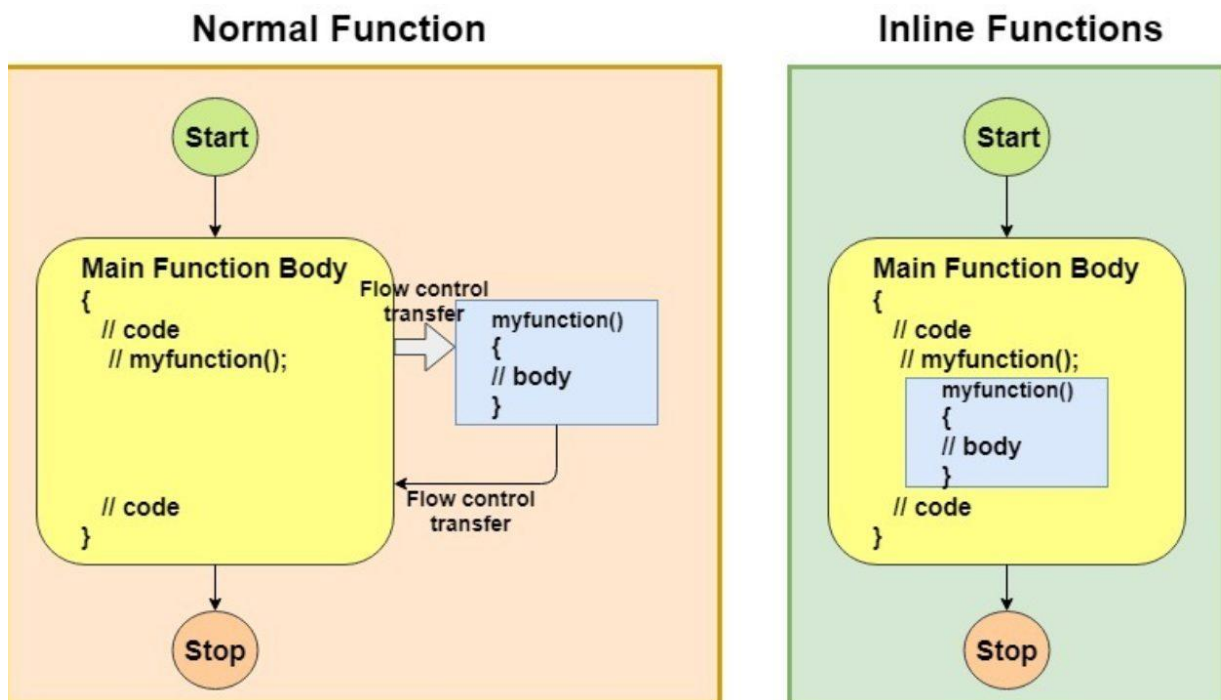 Normal Function
Start
Main Function Body
{
// code
// myfunction();
// code
}
Flow control
transfer
myfunction()
{
// body
}
Flow control
transfer
Stop
Inline Functions
Start
Main Function Body
{
// code
// myfunction();
myfunction()
{
// body
}
// code
}
Stop